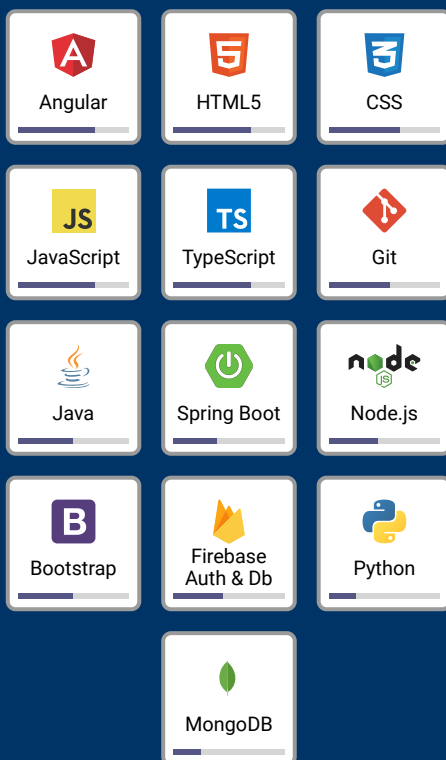 Angular
HTML5
CSS
JS
JavaScript
TS
TypeScript
Git
Java
Spring Boot
node
JS
Node.js
B
Bootstrap
Firebase
Auth & Db
Python
MongoDB